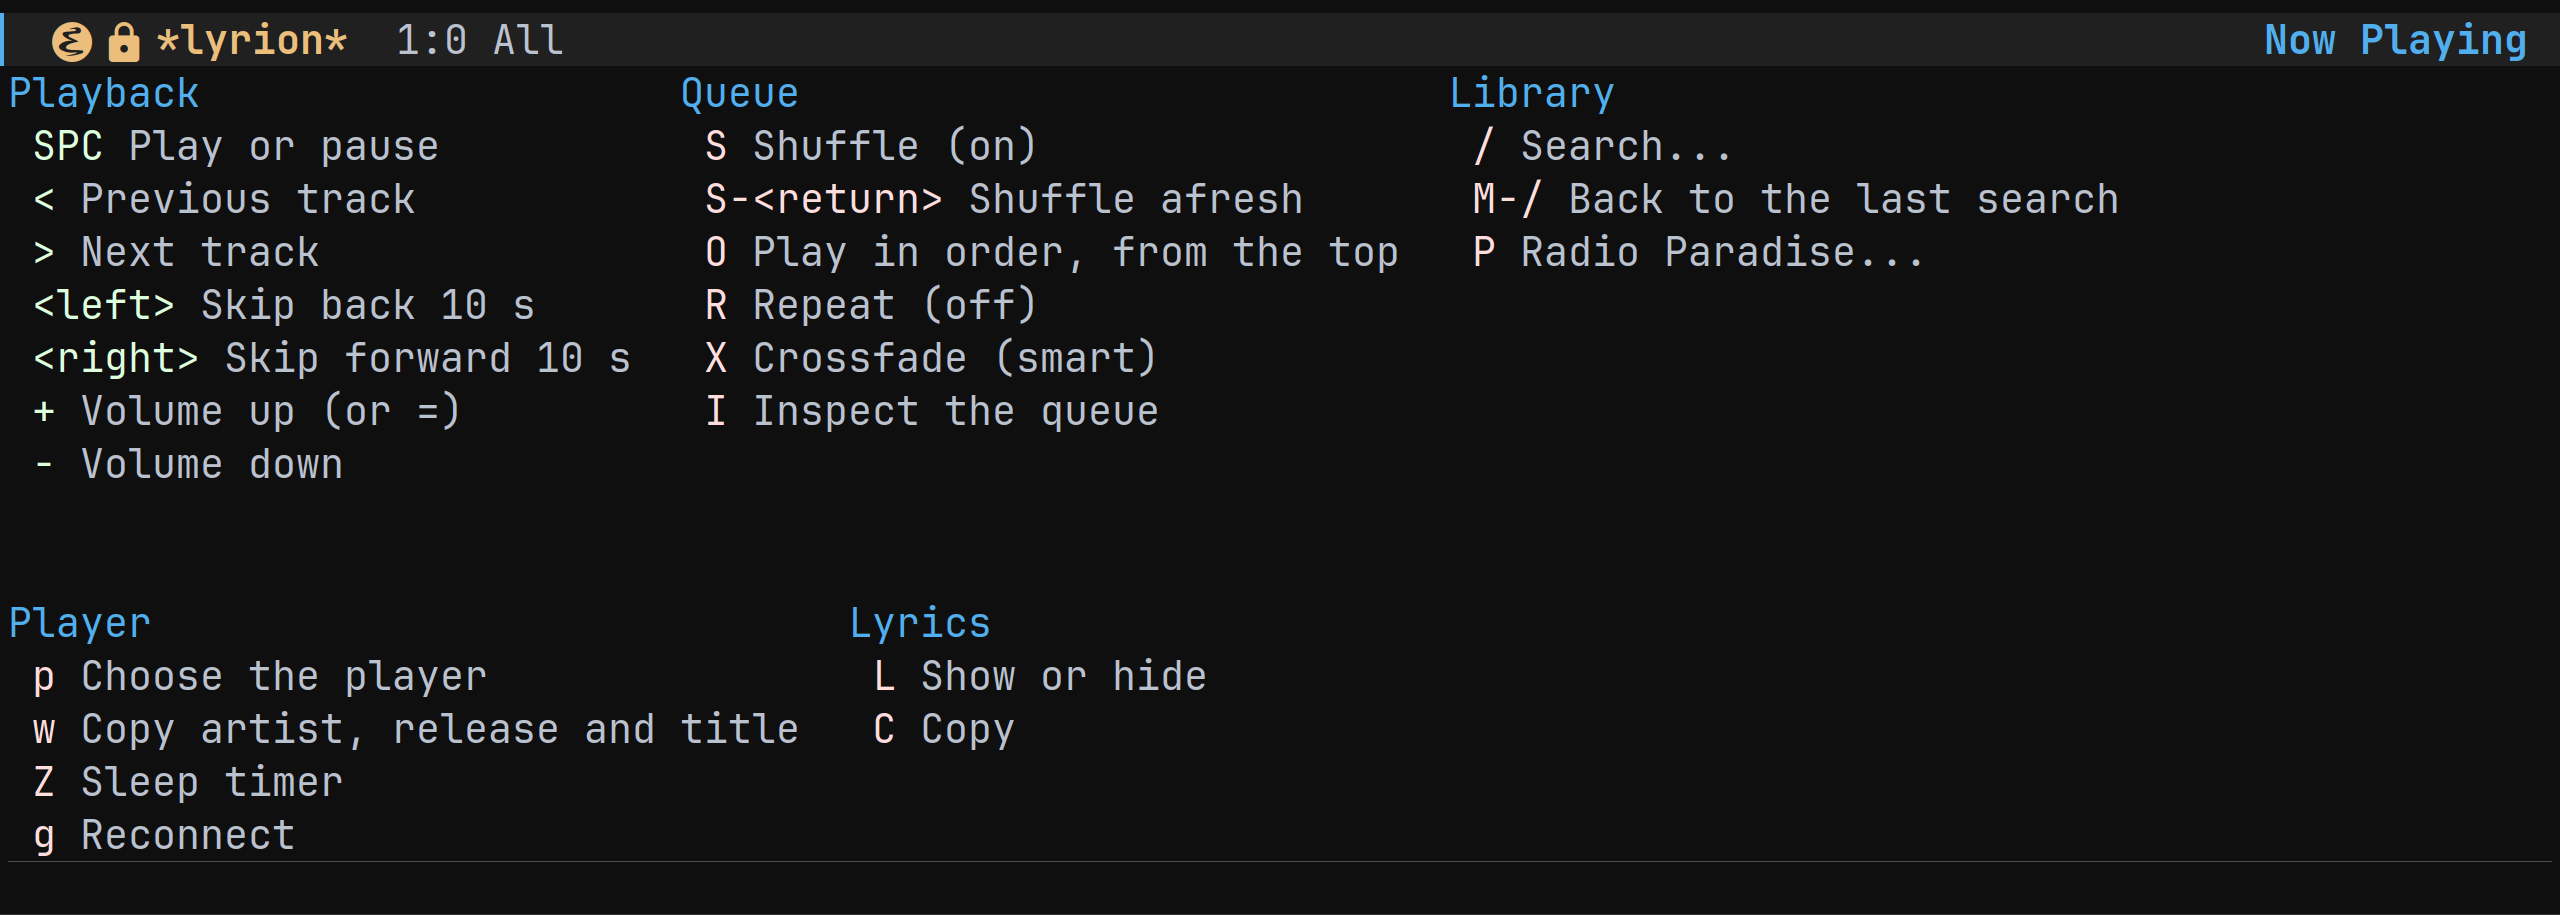 *lyrion* 1:0 All Now Playing
Playback Queue Library
SPC Play or pause S Shuffle (on) / Search...
< Previous track S-<return> Shuffle afresh M-/ Back to the last search
> Next track O Play in order, from the top P Radio Paradise...
<left> Skip back 10 s R Repeat (off)
<right> Skip forward 10 s X Crossfade (smart)
+ Volume up (or =) I Inspect the queue
- Volume down
Player Lyrics
p Choose the player L Show or hide
w Copy artist, release and title C Copy
Z Sleep timer
g Reconnect